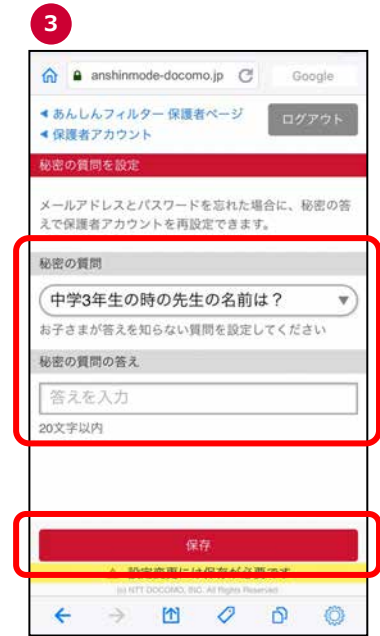 3
anshinmode-docomo.jp
Google
あんしんフィルター 保護者ページ
ログアウト
保護者アカウント
秘密の質問を設定
メールアドレスとパスワードを忘れた場合に、秘密の答
えで保護者アカウントを再設定できます。
秘密の質問
中学3年生の時の先生の名前は？
お子さまが答えを知らない質問を設定してください
秘密の質問の答え
答えを入力
20文字以内
保存
設定変更には保存が必要です
(c) NTT DOCOMO, INC. All Rights Reserved